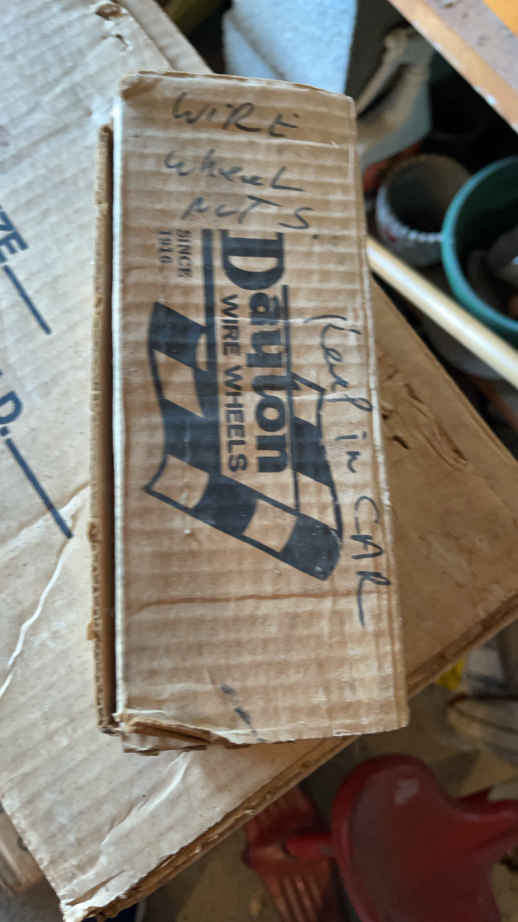 WIRE
wheel
NUTS.
SINCE
1916
Dayton
WIRE WHEELS
Keep in CAR
ZE
D.